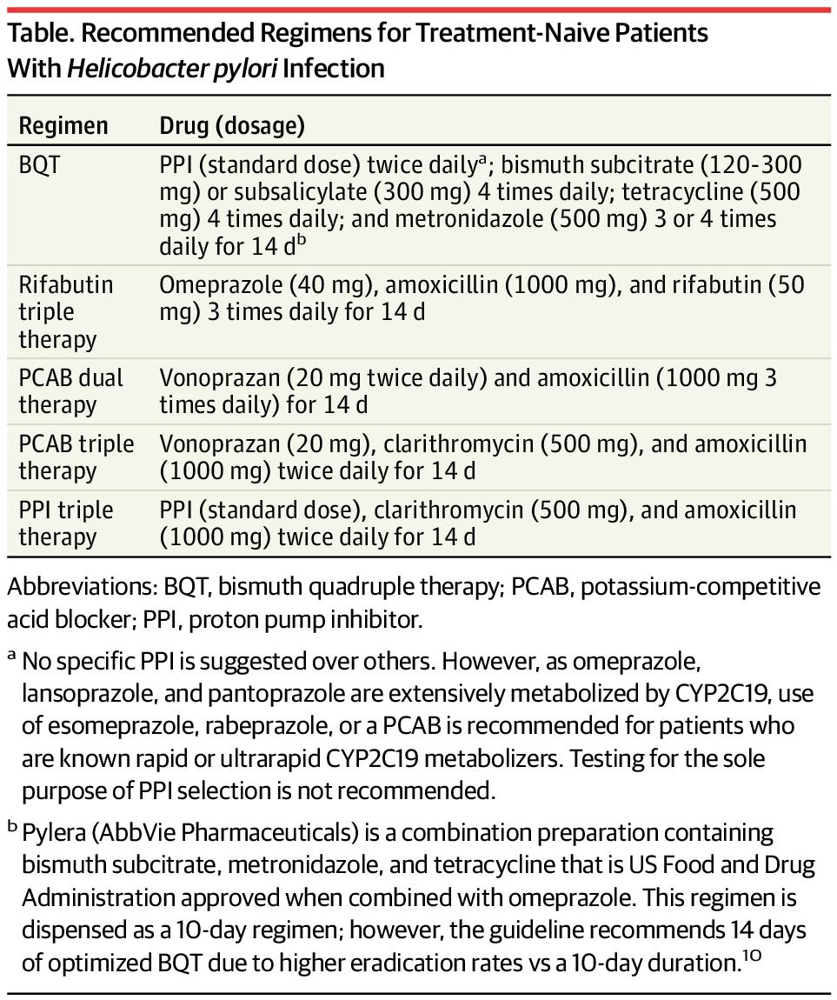 Table. Recommended Regimens for Treatment-Naive Patients
With Helicobacter pylori Infection
Regimen Drug (dosage)
BQT PPI (standard dose) twice dailyᵃ; bismuth subcitrate (120-300
mg) or subsalicylate (300 mg) 4 times daily; tetracycline (500
mg) 4 times daily; and metronidazole (500 mg) 3 or 4 times
daily for 14 dᵇ
Rifabutin Omeprazole (40 mg), amoxicillin (1000 mg), and rifabutin (50
triple mg) 3 times daily for 14 d
therapy
PCAB dual Vonoprazan (20 mg twice daily) and amoxicillin (1000 mg 3
therapy times daily) for 14 d
PCAB triple Vonoprazan (20 mg), clarithromycin (500 mg), and amoxicillin
therapy (1000 mg) twice daily for 14 d
PPI triple PPI (standard dose), clarithromycin (500 mg), and amoxicillin
therapy (1000 mg) twice daily for 14 d
Abbreviations: BQT, bismuth quadruple therapy; PCAB, potassium-competitive
acid blocker; PPI, proton pump inhibitor.
ᵃ No specific PPI is suggested over others. However, as omeprazole,
lansoprazole, and pantoprazole are extensively metabolized by CYP2C19, use
of esomeprazole, rabeprazole, or a PCAB is recommended for patients who
are known rapid or ultrarapid CYP2C19 metabolizers. Testing for the sole
purpose of PPI selection is not recommended.
ᵇ Pylera (AbbVie Pharmaceuticals) is a combination preparation containing
bismuth subcitrate, metronidazole, and tetracycline that is US Food and Drug
Administration approved when combined with omeprazole. This regimen is
dispensed as a 10-day regimen; however, the guideline recommends 14 days
of optimized BQT due to higher eradication rates vs a 10-day duration.¹⁰